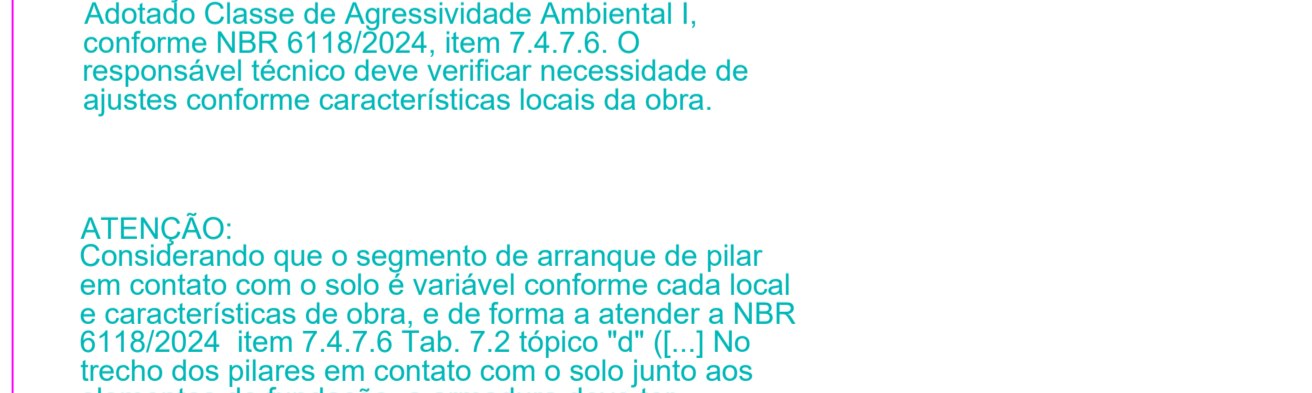 Adotado Classe de Agressividade Ambiental I,
conforme NBR 6118/2024, item 7.4.7.6. O
responsável técnico deve verificar necessidade de
ajustes conforme características locais da obra.
ATENÇÃO:
Considerando que o segmento de arranque de pilar
em contato com o solo é variável conforme cada local
e características de obra, e de forma a atender a NBR
6118/2024  item 7.4.7.6 Tab. 7.2 tópico "d" ([...] No
trecho dos pilares em contato com o solo junto aos